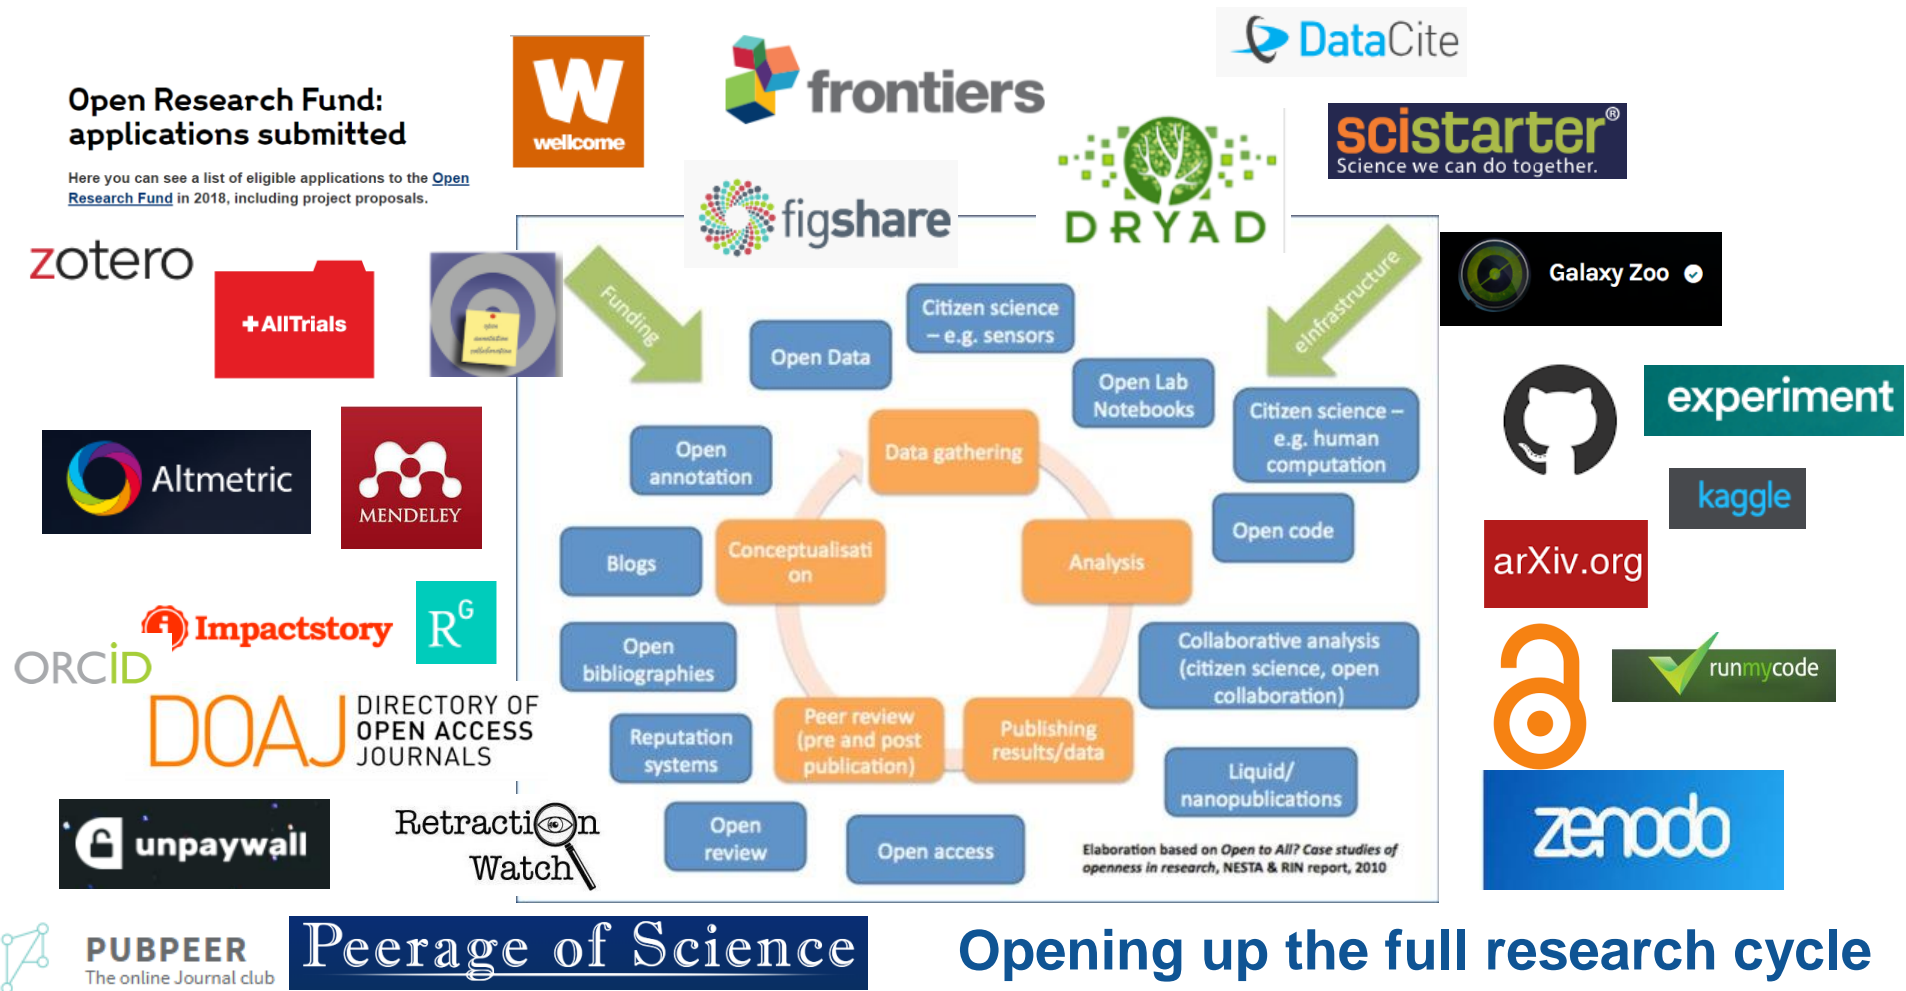 Open Research Fund:
applications submitted
Here you can see a list of eligible applications to the Open
Research Fund in 2018, including project proposals.
W
wellcome
frontiers
DataCite
scistarter®
Science we can do together.
figshare
DRYAD
zotero
+AllTrials
open
annotation
collaboration
Funding
eInfrastructure
Galaxy Zoo
Citizen science
– e.g. sensors
Open Data
Open Lab
Notebooks
Citizen science –
e.g. human
computation
experiment
Altmetric
MENDELEY
Open
annotation
Data gathering
kaggle
Open code
arXiv.org
Blogs
Conceptualisati
on
Analysis
Impactstory
RG
ORCiD
Open
bibliographies
Collaborative analysis
(citizen science, open
collaboration)
runmycode
DOAJ
DIRECTORY OF
OPEN ACCESS
JOURNALS
Reputation
systems
Peer review
(pre and post
publication)
Publishing
results/data
Liquid/
nanopublications
zenodo
unpaywall
Retraction
Watch
Open
review
Open access
Elaboration based on Open to All? Case studies of
openness in research, NESTA & RIN report, 2010
PUBPEER
The online Journal club
Peerage of Science
Opening up the full research cycle